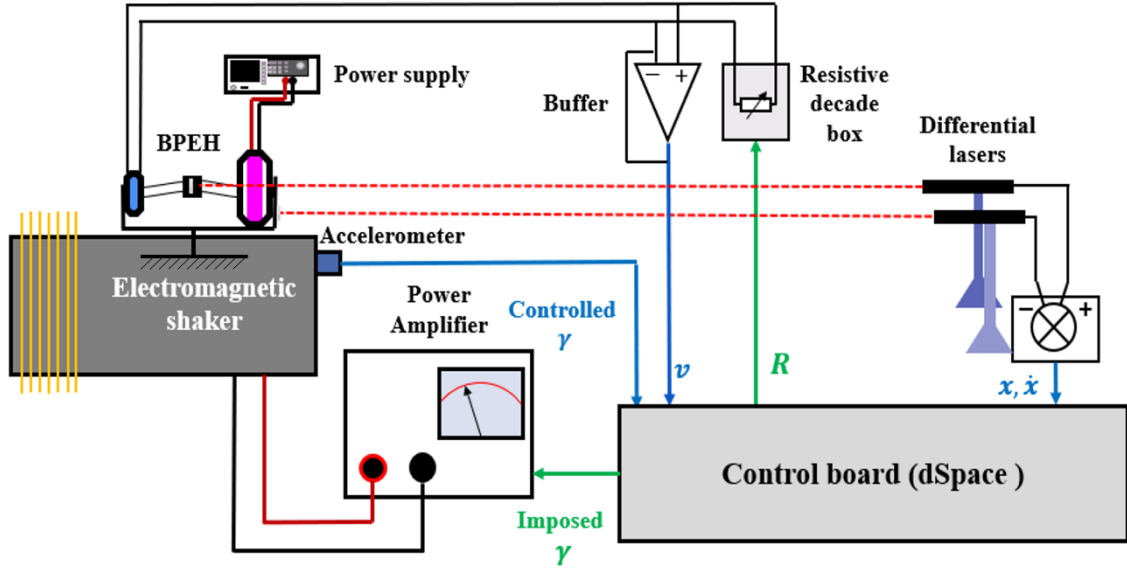 Power supply
BPEH
Buffer
− +
Resistive
decade
box
Differential
lasers
Accelerometer
Electromagnetic
shaker
Power
Amplifier
Controlled
γ
v
R
− +
x, ẋ
Control board (dSpace )
Imposed
γ